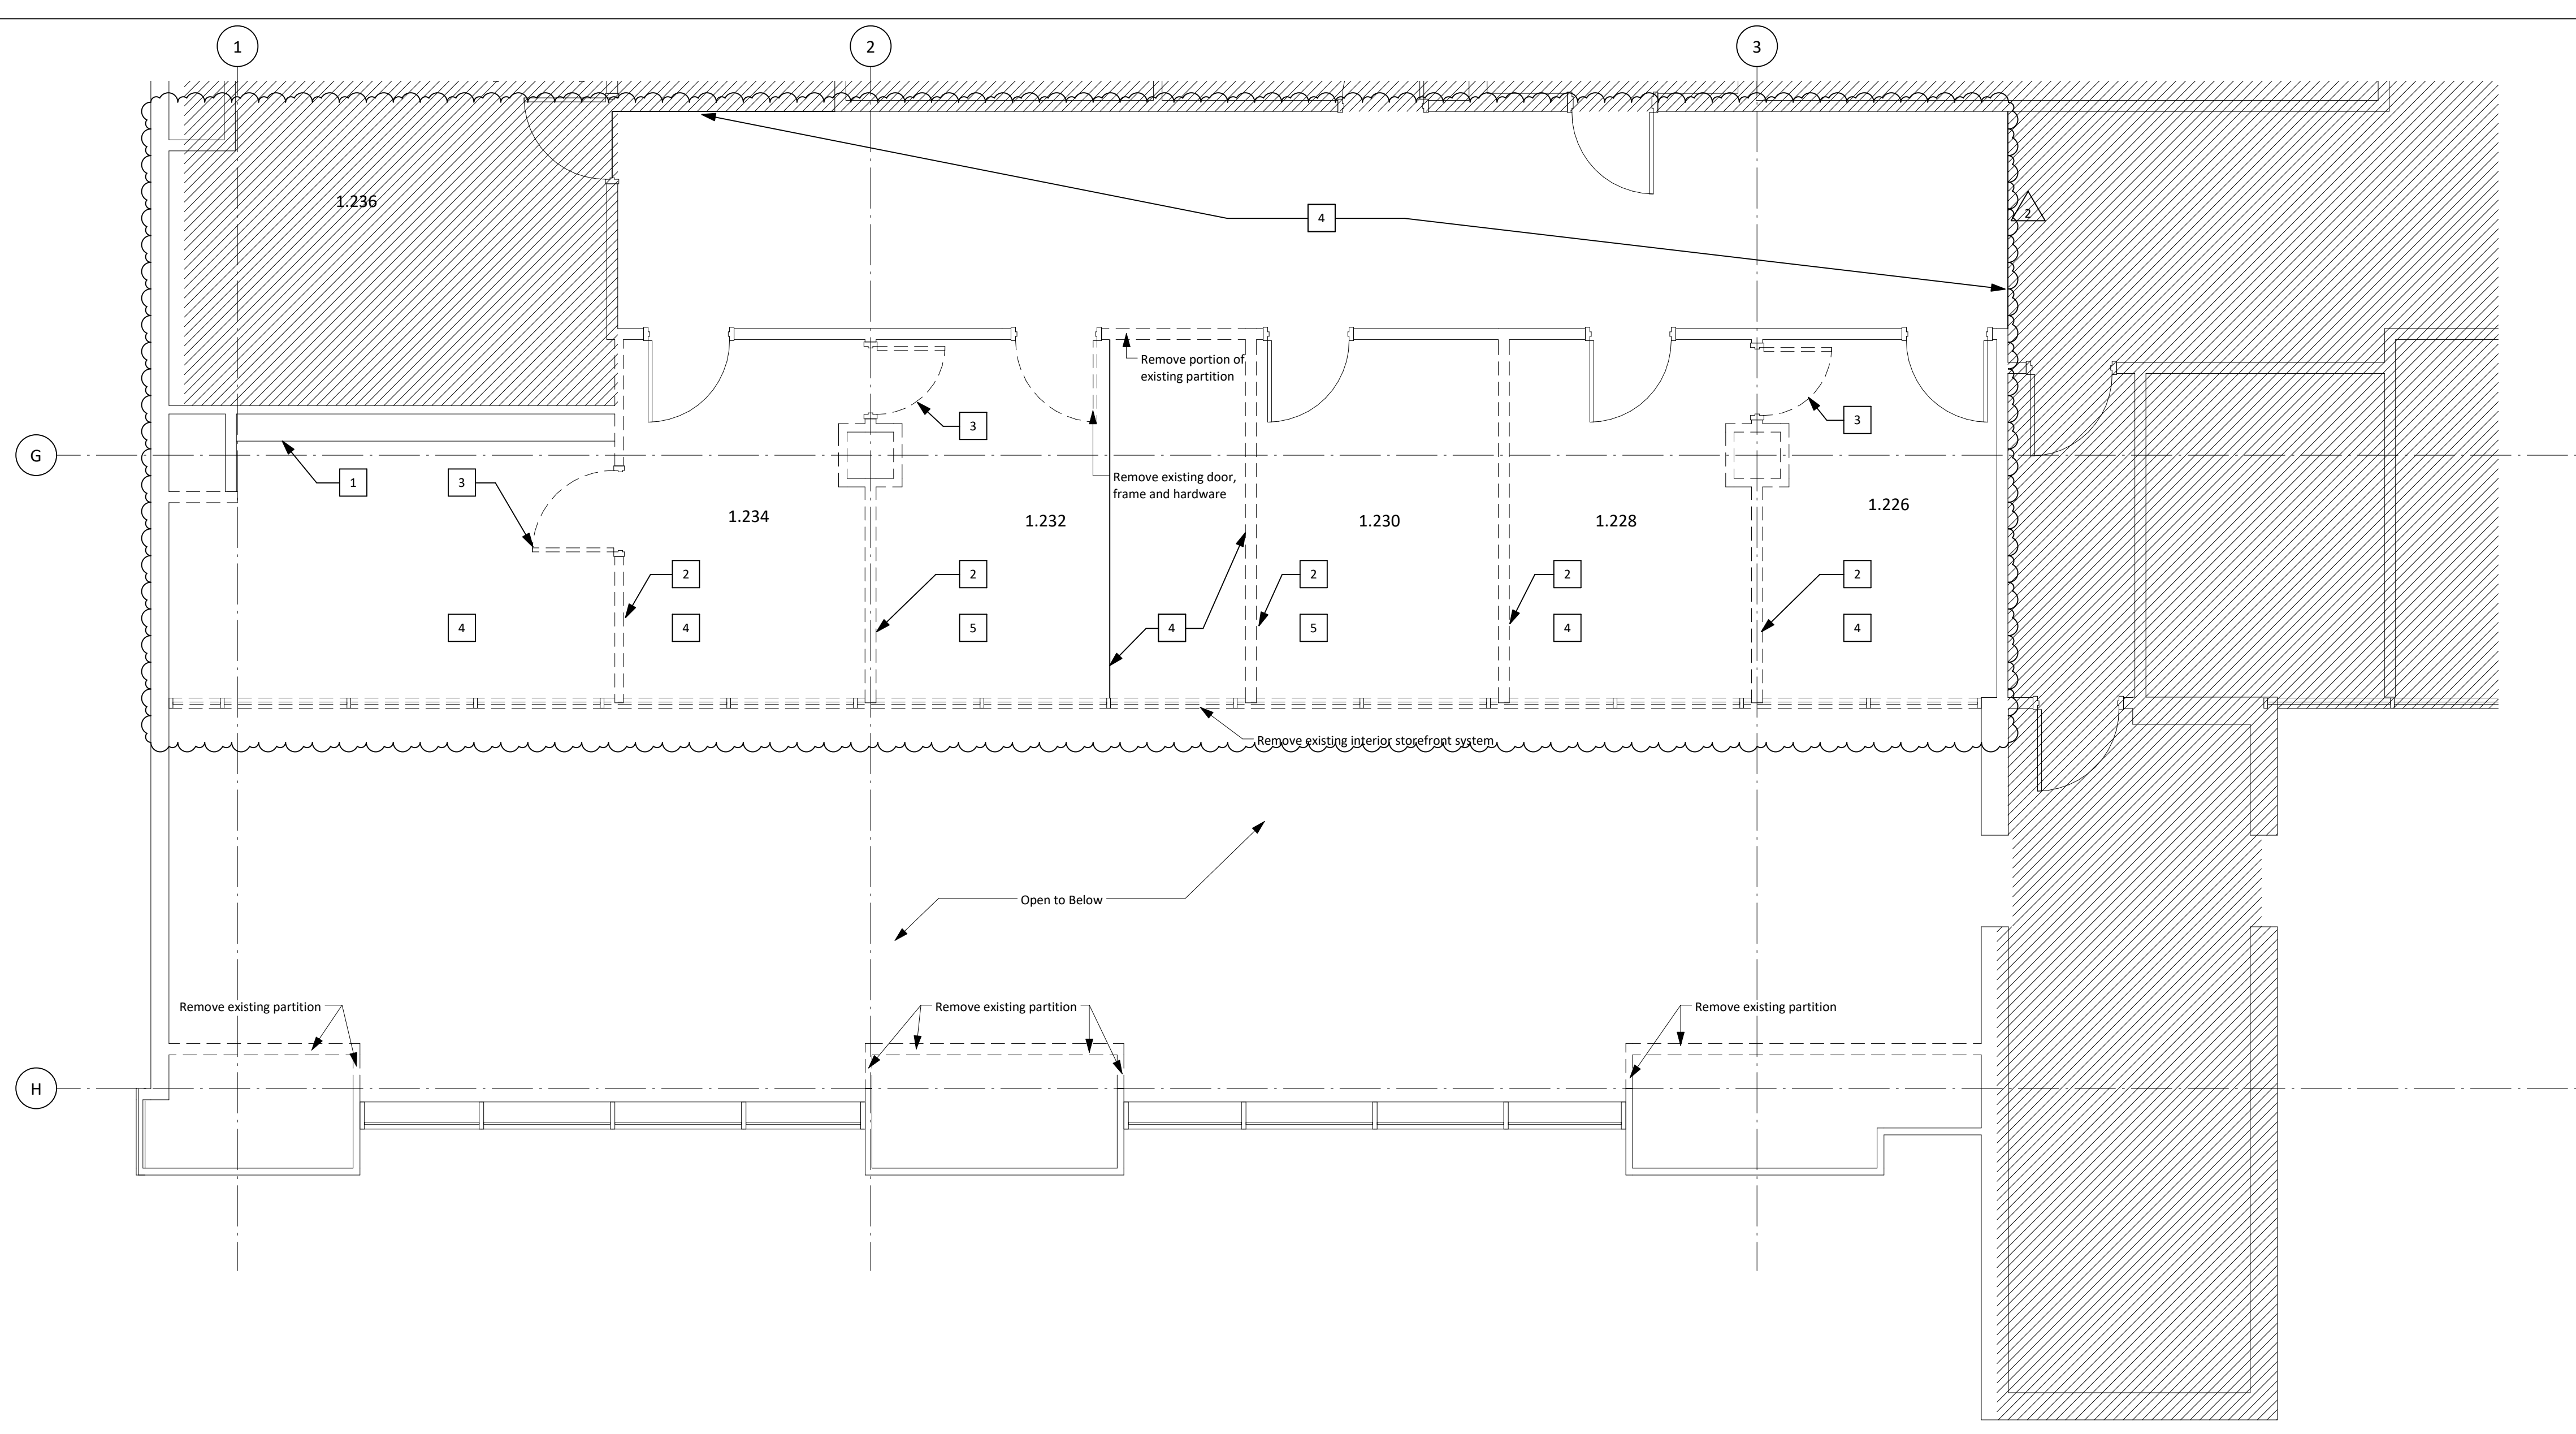 1
2
3
1.236
2
4
Remove portion of
existing partition
3
3
G
Remove existing door,
frame and hardware
1
3
1.234
1.232
1.230
1.228
1.226
2
2
2
2
2
4
4
5
4
5
4
4
Remove existing interior storefront system
Open to Below
Remove existing partition
Remove existing partition
Remove existing partition
H